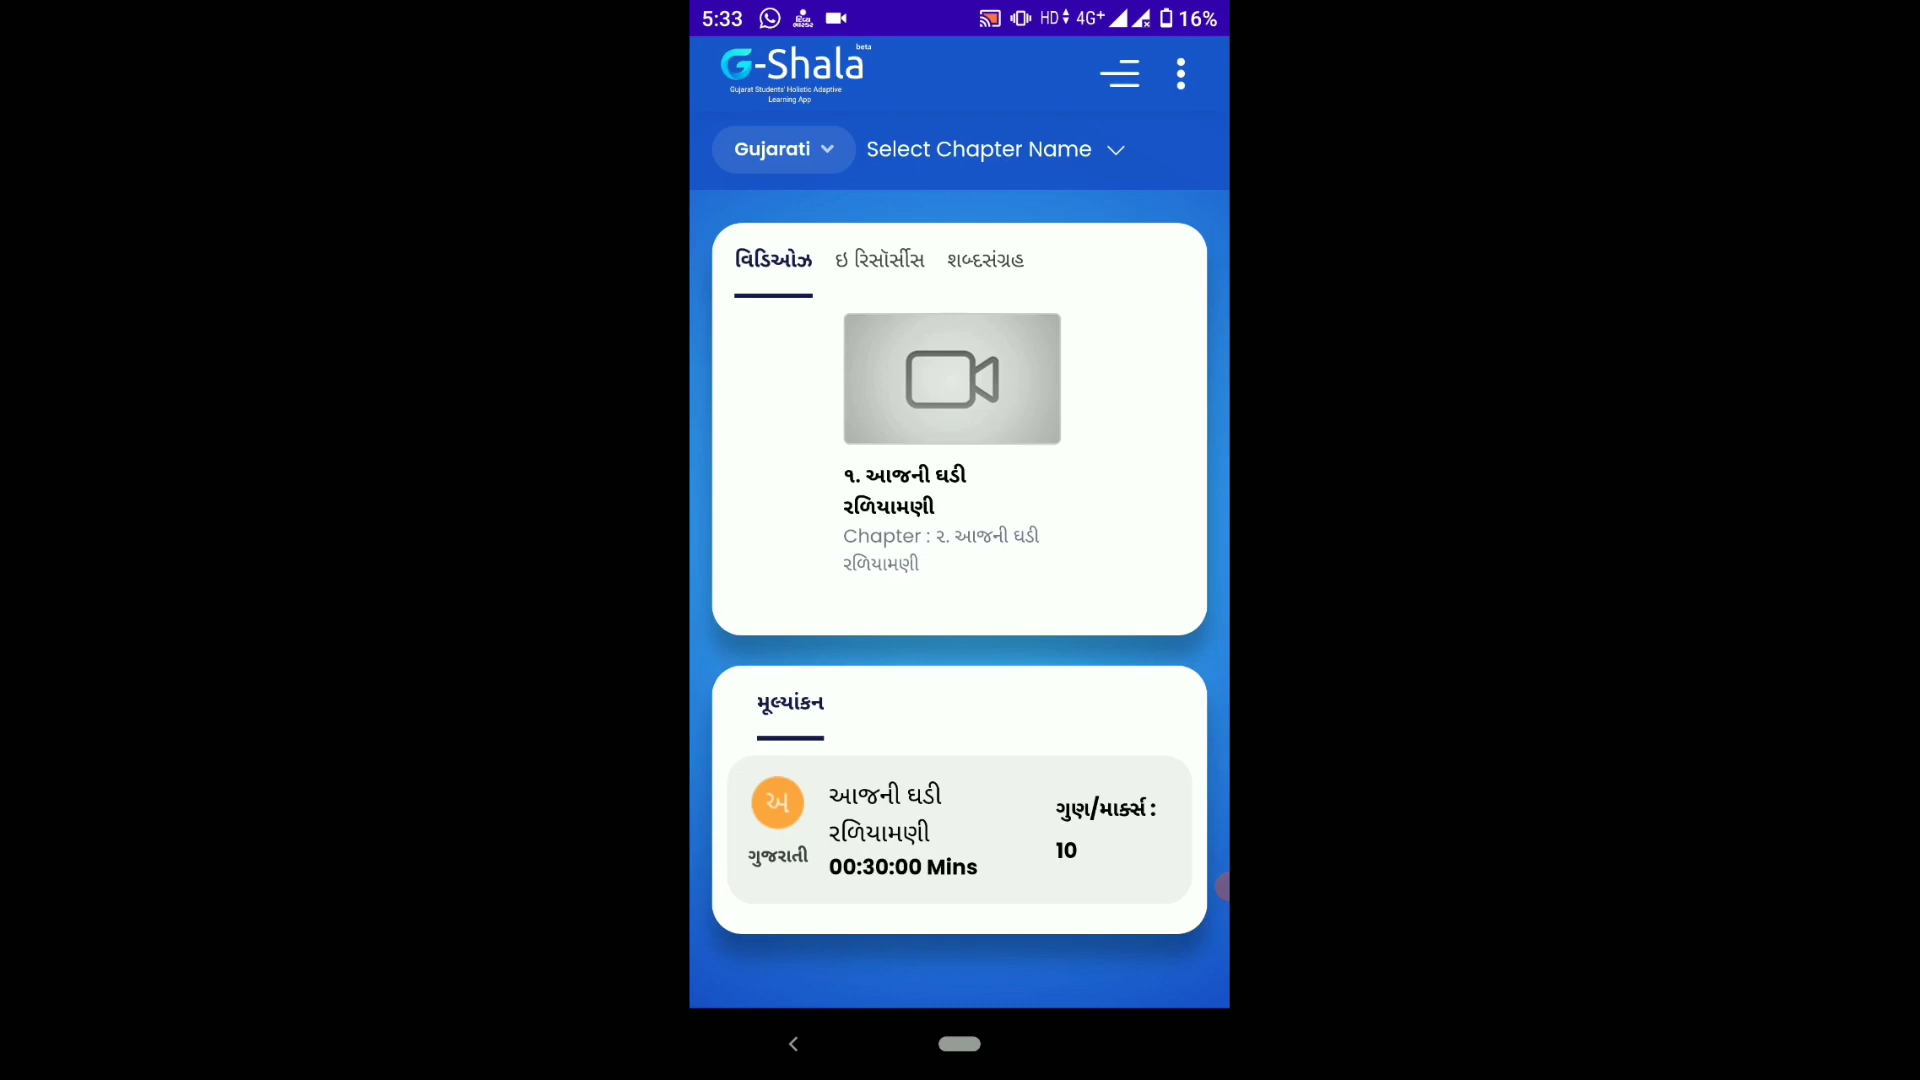 5:33
HD 4G+ 16%
G-Shala beta
Gujarat Students' Holistic Adaptive
Learning App
Gujarati Select Chapter Name
વિડિઓઝ ઇ રિસૉર્સીસ શબ્દસંગ્રહ
૧. આજની ઘડી
રળિયામણી
Chapter : ૨. આજની ઘડી
રળિયામણી
મૂલ્યાંકન
અ
ગુજરાતી
આજની ઘડી
રળિયામણી
00:30:00 Mins
ગુણ/માર્ક્સ :
10